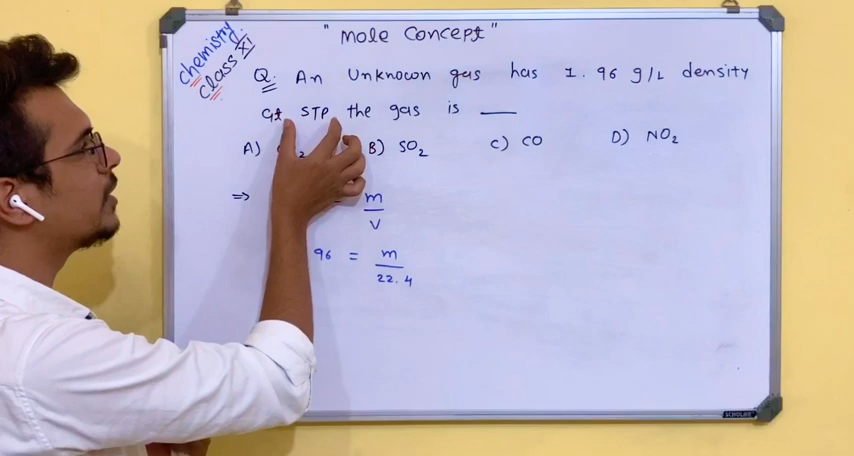 "Mole Concept"
Chemistry
Class XI
Q. An Unknown gas has 1.96 g/L density
at STP, the gas is ___
A) B) SO₂ C) CO D) NO₂
⇒ = m/V
96 = m/22.4
SCHOLAR